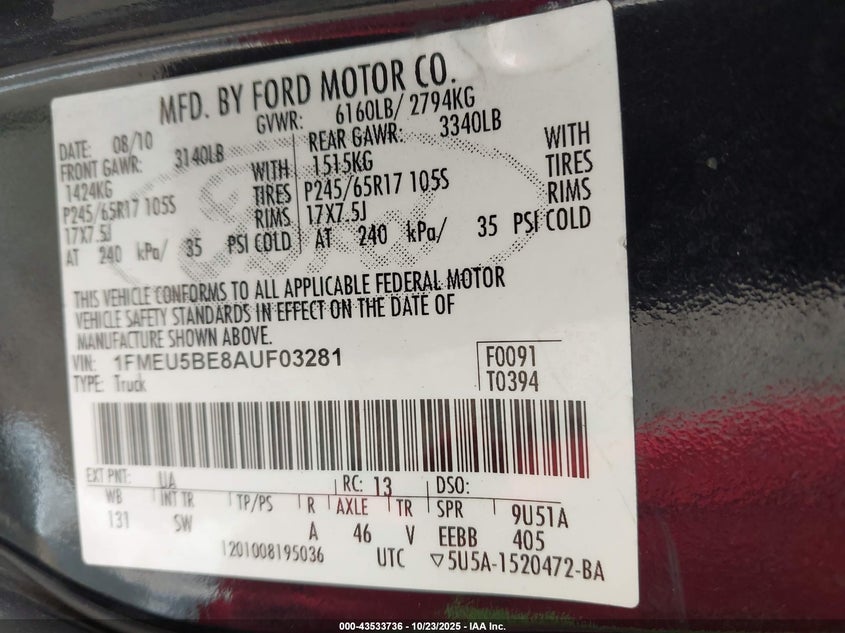 MFD. BY FORD MOTOR CO.
DATE: 08/10 GVWR: 6160LB/ 2794KG
FRONT GAWR: 3140LB REAR GAWR: 3340LB
1424KG WITH 1515KG WITH
P245/65R17 105S TIRES P245/65R17 105S TIRES
17X7.5J RIMS 17X7.5J RIMS
AT 240 kPa/ 35 PSI COLD AT 240 kPa/ 35 PSI COLD
THIS VEHICLE CONFORMS TO ALL APPLICABLE FEDERAL MOTOR
VEHICLE SAFETY STANDARDS IN EFFECT ON THE DATE OF
MANUFACTURE SHOWN ABOVE.
VIN: 1FMEU5BE8AUF03281 F0091
TYPE: Truck T0394
EXT PNT: UA RC: 13 DSO:
WB INT TR TP/PS R AXLE TR SPR 9U51A
131 SW A 46 V EEBB 405
1201008195036 UTC ▽5U5A-1520472-BA
000-43533736 - 10/23/2025 - IAA Inc.